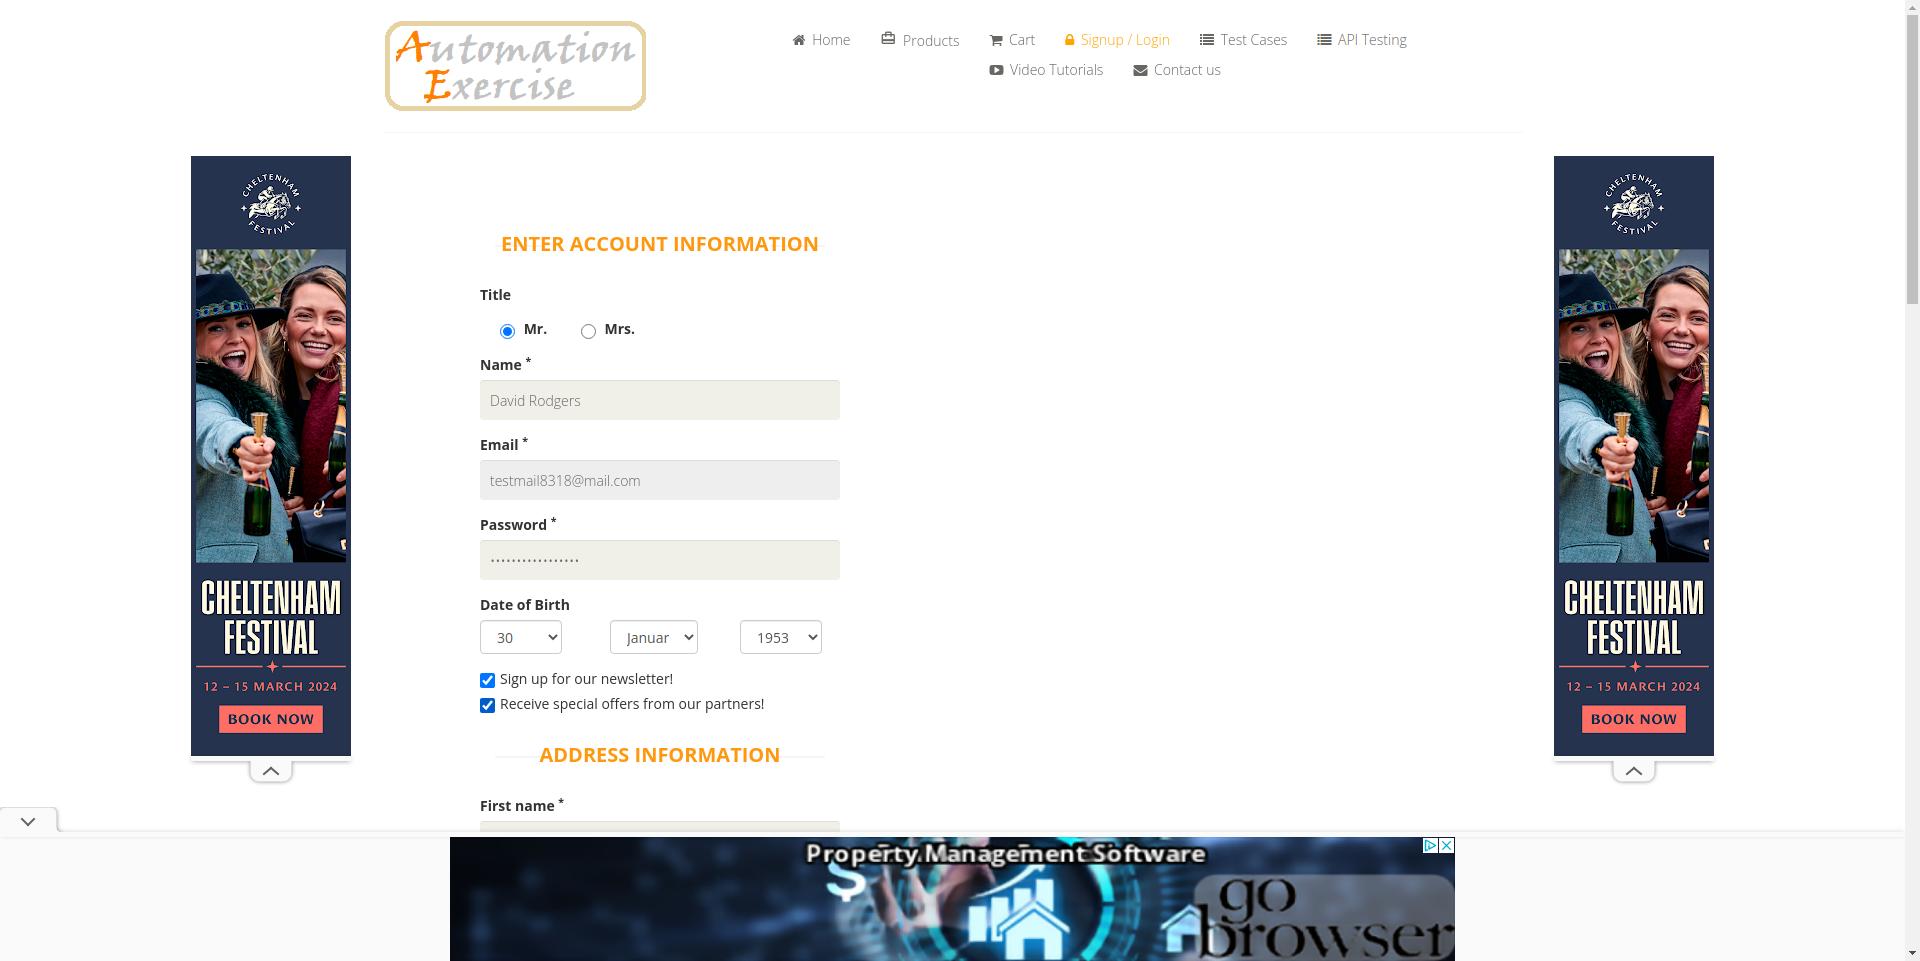 Automation
Exercise
Home
Products
Cart
Signup / Login
Test Cases
API Testing
Video Tutorials
Contact us
CHELTENHAM
FESTIVAL
CHELTENHAM
FESTIVAL
12 – 15 MARCH 2024
BOOK NOW
ENTER ACCOUNT INFORMATION
Title
Mr.
Mrs.
Name *
David Rodgers
Email *
testmail8318@mail.com
Password *
•••••••••••••••••
Date of Birth
30
Januar
1953
Sign up for our newsletter!
Receive special offers from our partners!
ADDRESS INFORMATION
First name *
CHELTENHAM
FESTIVAL
CHELTENHAM
FESTIVAL
12 – 15 MARCH 2024
BOOK NOW
Property Management Software
$
go
browser